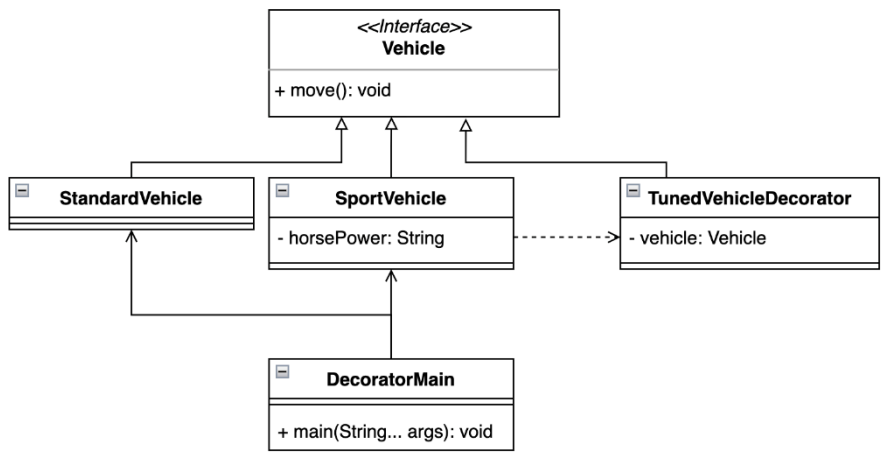 <<Interface>>
Vehicle
+ move(): void
StandardVehicle
SportVehicle
- horsePower: String
TunedVehicleDecorator
- vehicle: Vehicle
DecoratorMain
+ main(String... args): void